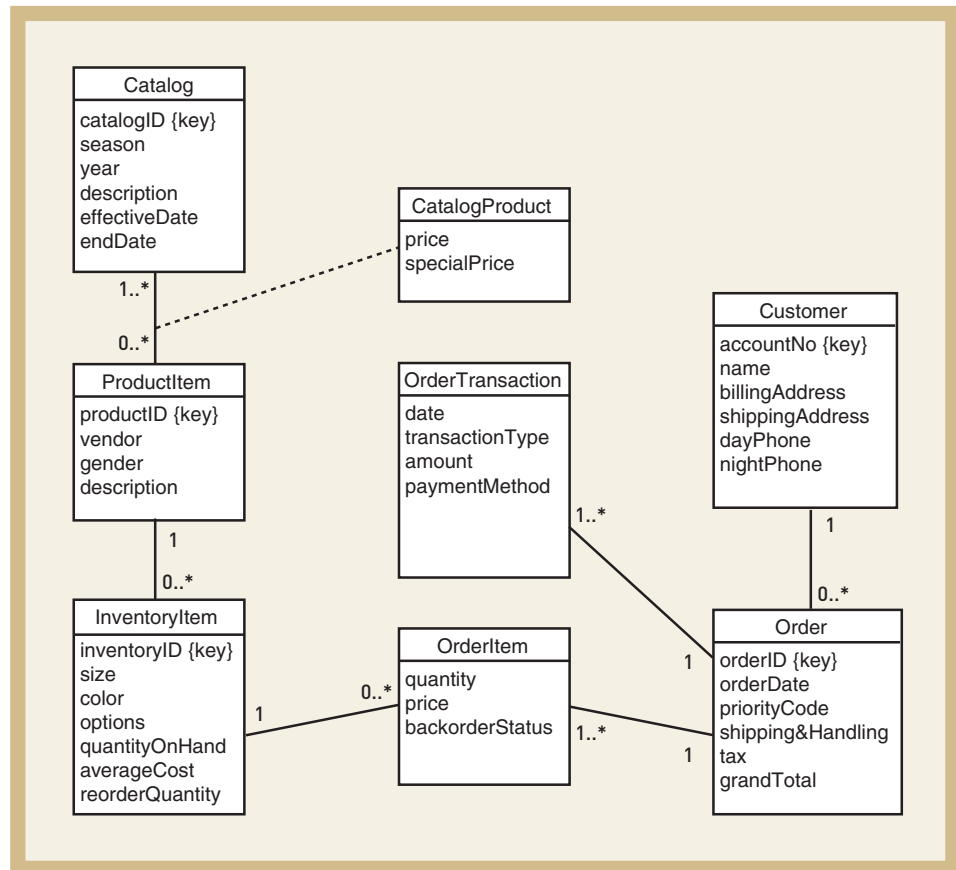 Catalog
catalogID {key}
season
year
description
effectiveDate
endDate
1..*
0..*
CatalogProduct
price
specialPrice
ProductItem
productID {key}
vendor
gender
description
1
0..*
OrderTransaction
date
transactionType
amount
paymentMethod
1..*
1
Customer
accountNo {key}
name
billingAddress
shippingAddress
dayPhone
nightPhone
1
0..*
InventoryItem
inventoryID {key}
size
color
options
quantityOnHand
averageCost
reorderQuantity
1
0..*
OrderItem
quantity
price
backorderStatus
1..*
1
Order
orderID {key}
orderDate
priorityCode
shipping&Handling
tax
grandTotal